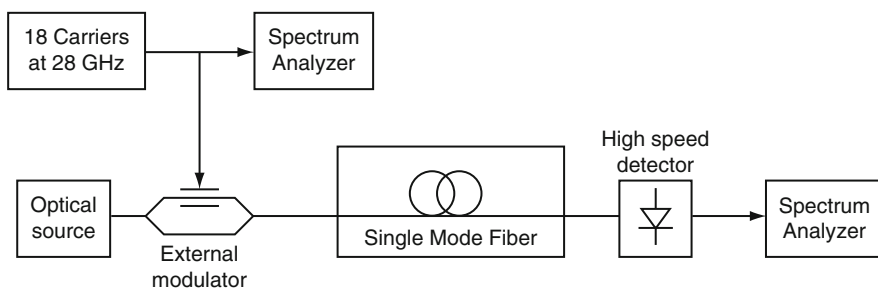 18 Carriers
at 28 GHz
Spectrum
Analyzer
High speed
detector
Optical
source
External
modulator
Single Mode Fiber
Spectrum
Analyzer